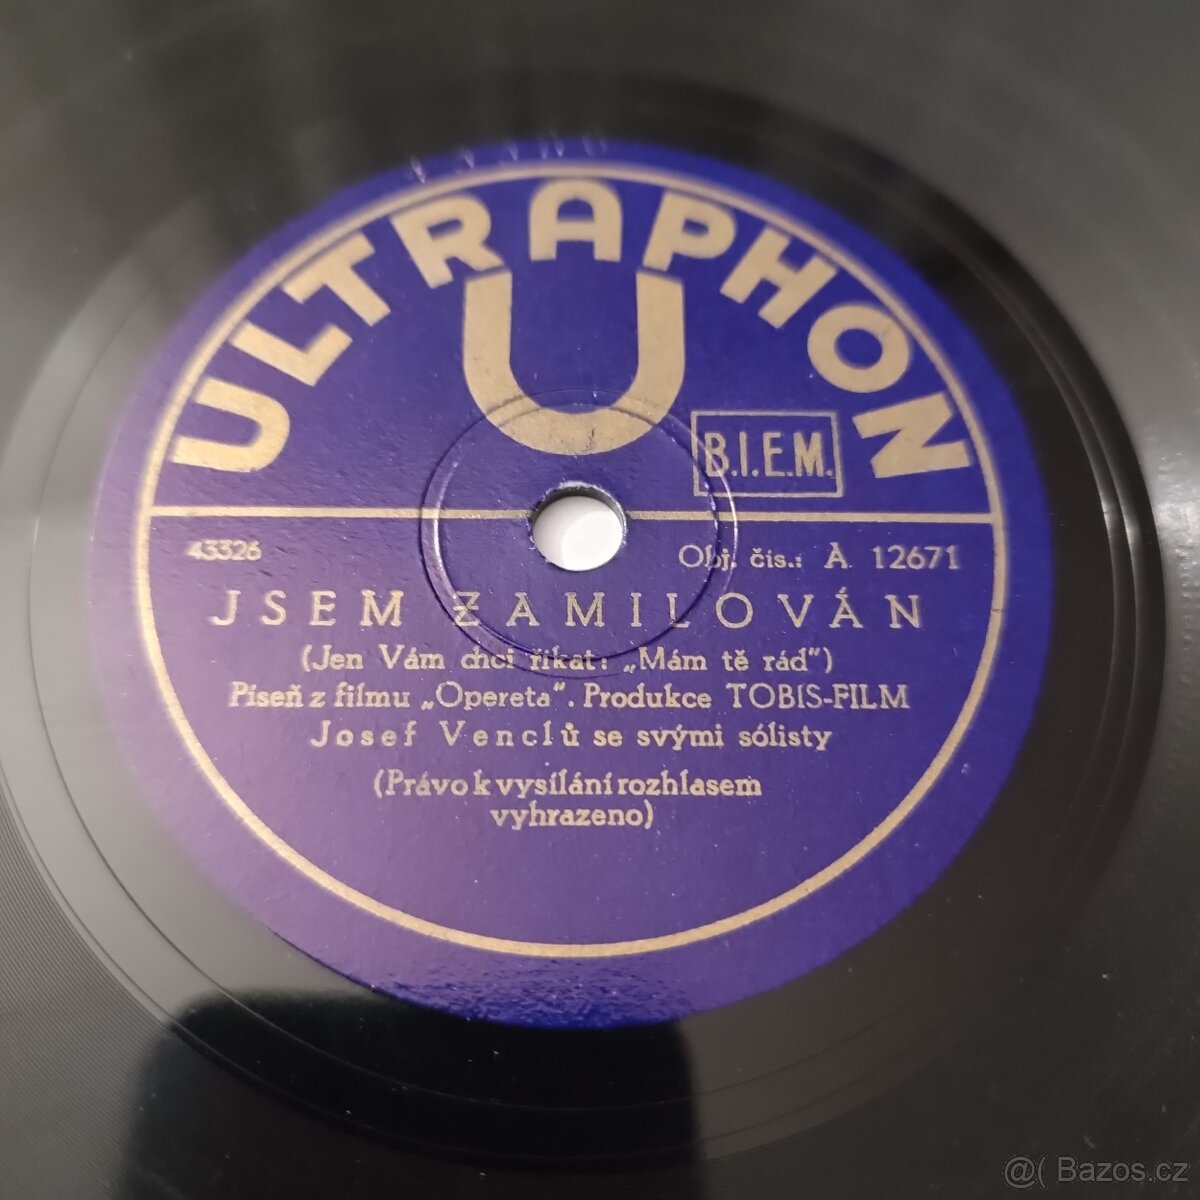 ULTRAPHON
U
B.I.E.M.
43326
Obj. čís.: A 12671
JSEM ZAMILOVÁN
(Jen Vám chci říkat: „Mám tě rád")
Píseň z filmu „Opereta". Produkce TOBIS-FILM
Josef Venclů se svými sólisty
(Právo k vysílání rozhlasem
vyhrazeno)
@( Bazos.cz